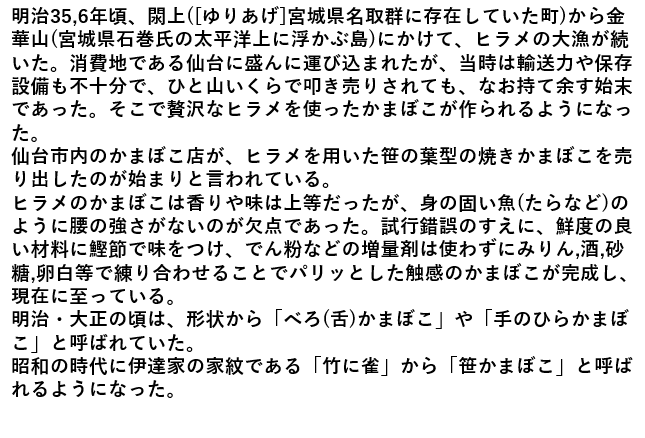 明治35,6年頃、閖上([ゆりあげ]宮城県名取群に存在していた町)から金
華山(宮城県石巻氏の太平洋上に浮かぶ島)にかけて、ヒラメの大漁が続
いた。消費地である仙台に盛んに運び込まれたが、当時は輸送力や保存
設備も不十分で、ひと山いくらで叩き売りされても、なお持て余す始末
であった。そこで贅沢なヒラメを使ったかまぼこが作られるようになっ
た。
仙台市内のかまぼこ店が、ヒラメを用いた笹の葉型の焼きかまぼこを売
り出したのが始まりと言われている。
ヒラメのかまぼこは香りや味は上等だったが、身の固い魚(たらなど)の
ように腰の強さがないのが欠点であった。試行錯誤のすえに、鮮度の良
い材料に鰹節で味をつけ、でん粉などの増量剤は使わずにみりん,酒,砂
糖,卵白等で練り合わせることでパリッとした触感のかまぼこが完成し、
現在に至っている。
明治・大正の頃は、形状から「べろ(舌)かまぼこ」や「手のひらかまぼ
こ」と呼ばれていた。
昭和の時代に伊達家の家紋である「竹に雀」から「笹かまぼこ」と呼ば
れるようになった。